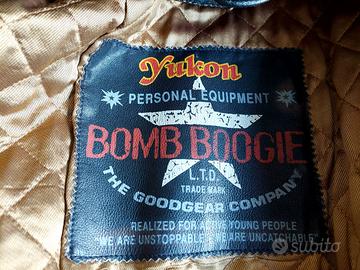 Yukon
PERSONAL EQUIPMENT
BOMB BOOGIE
L.T.D.
TRADE MARK
THE GOODGEAR COMPANY
REALIZED FOR ACTIVE YOUNG PEOPLE
"WE ARE UNSTOPPABLE & WE ARE UNCATCHABLE"
subito